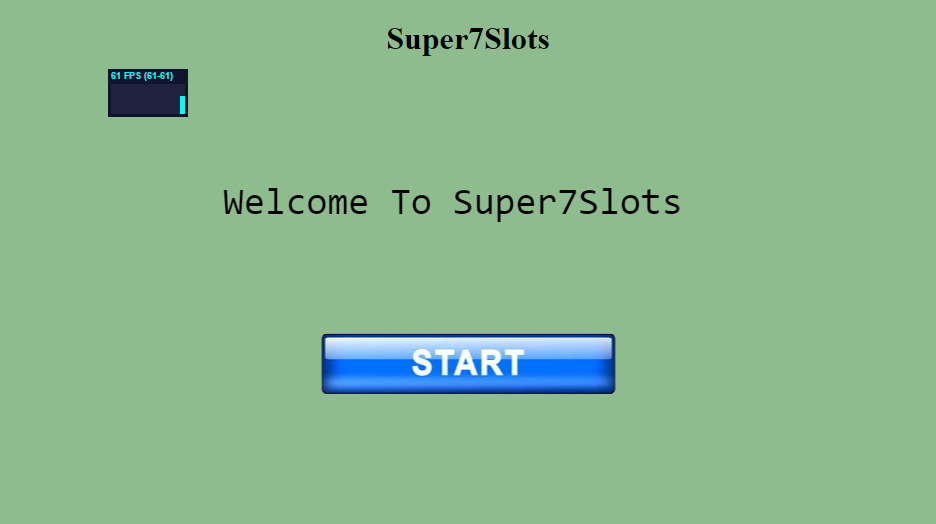 Super7Slots
61 FPS (61-61)
Welcome To Super7Slots
START